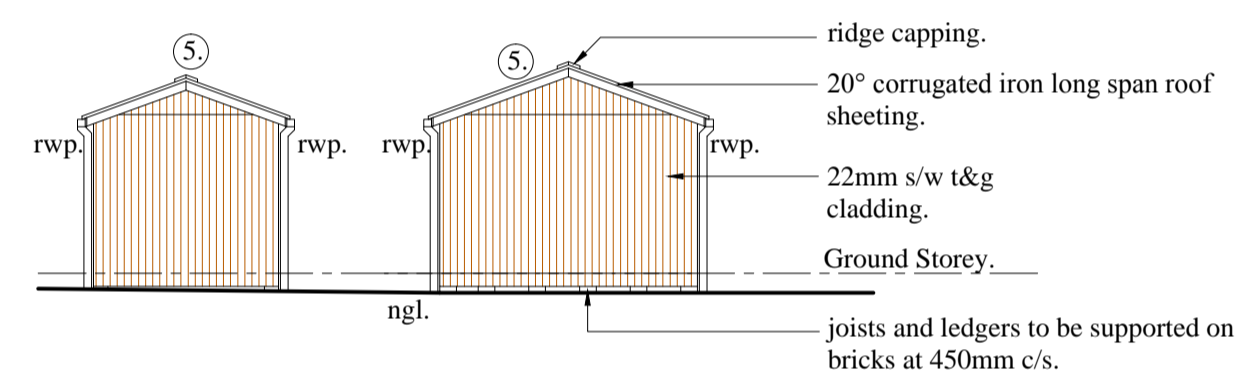 5.
5.
ridge capping.
20° corrugated iron long span roof
sheeting.
rwp.
rwp.
rwp.
rwp.
22mm s/w t&g
cladding.
Ground Storey.
ngl.
joists and ledgers to be supported on
bricks at 450mm c/s.